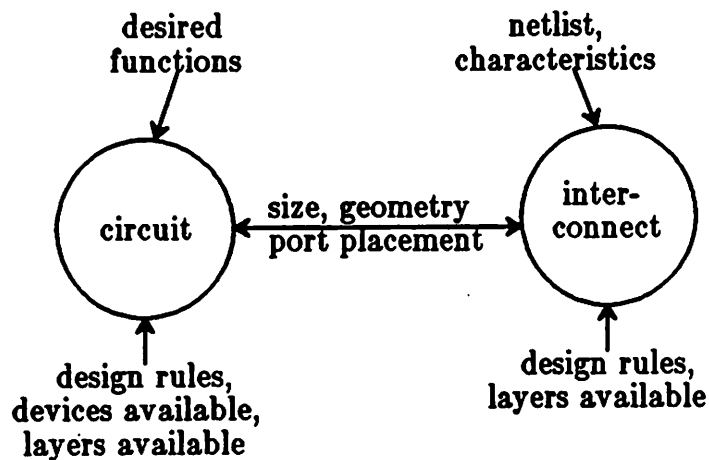 desired
functions
netlist,
characteristics
circuit
size, geometry
port placement
inter-
connect
design rules,
devices available,
layers available
design rules,
layers available